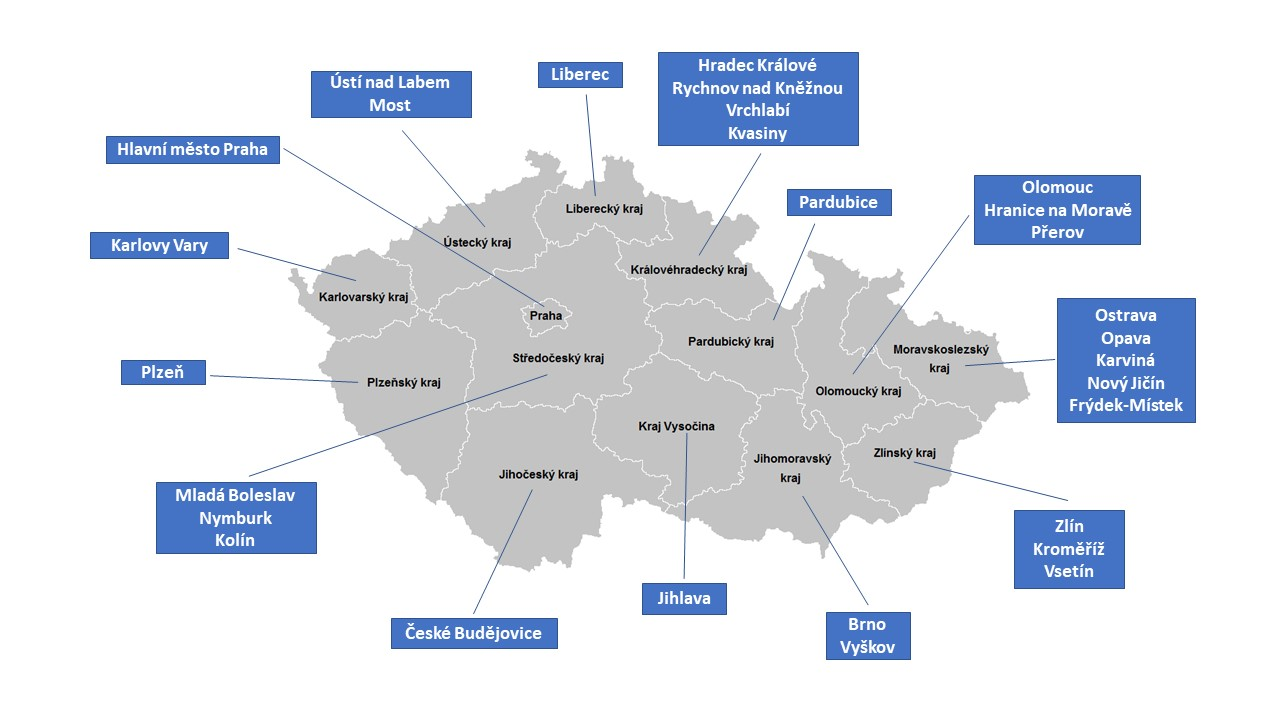 Ústí nad Labem
Most
Liberec
Hradec Králové
Rychnov nad Kněžnou
Vrchlabí
Kvasiny
Hlavní město Praha
Pardubice
Olomouc
Hranice na Moravě
Přerov
Karlovy Vary
Liberecký kraj
Ústecký kraj
Královéhradecký kraj
Karlovarský kraj
Praha
Pardubický kraj
Středočeský kraj
Moravskoslezský
kraj
Ostrava
Opava
Karviná
Nový Jičín
Frýdek-Místek
Plzeň
Plzeňský kraj
Olomoucký kraj
Kraj Vysočina
Jihomoravský
kraj
Zlínský kraj
Jihočeský kraj
Mladá Boleslav
Nymburk
Kolín
Zlín
Kroměříž
Vsetín
Jihlava
České Budějovice
Brno
Vyškov